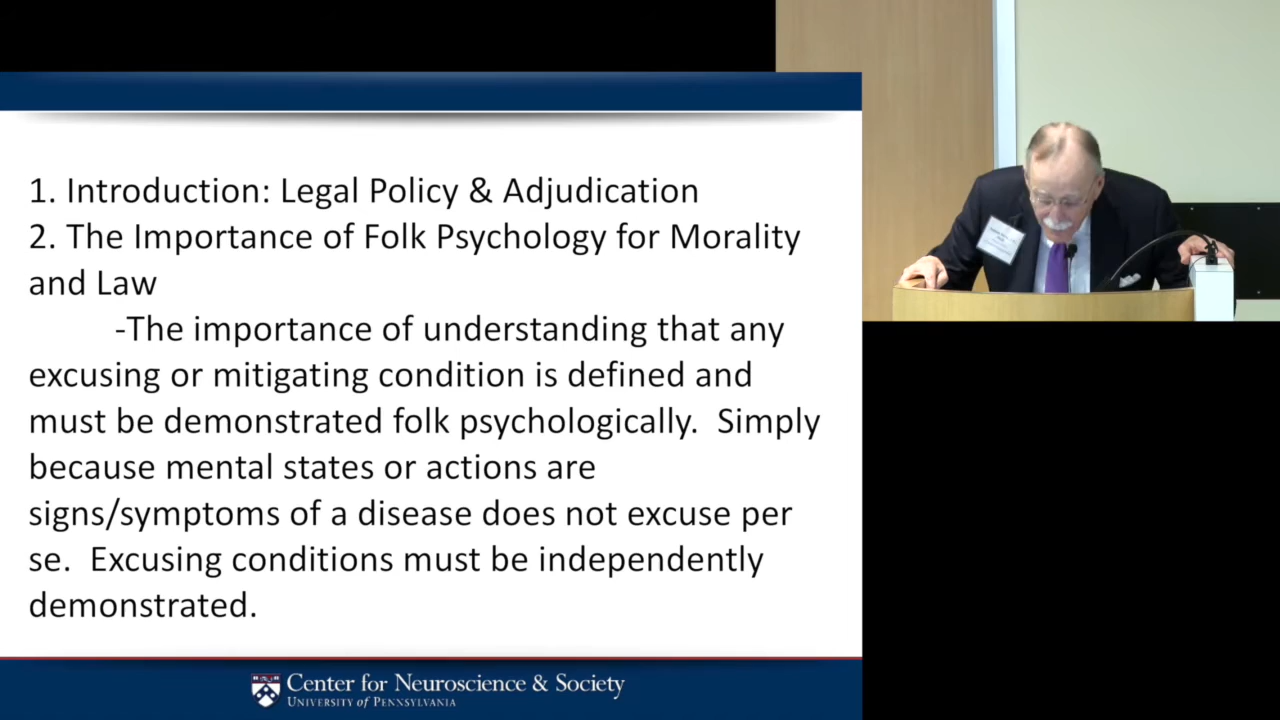 1. Introduction: Legal Policy & Adjudication
2. The Importance of Folk Psychology for Morality
and Law
-The importance of understanding that any
excusing or mitigating condition is defined and
must be demonstrated folk psychologically.  Simply
because mental states or actions are
signs/symptoms of a disease does not excuse per
se.  Excusing conditions must be independently
demonstrated.
Center for Neuroscience & Society
University of Pennsylvania